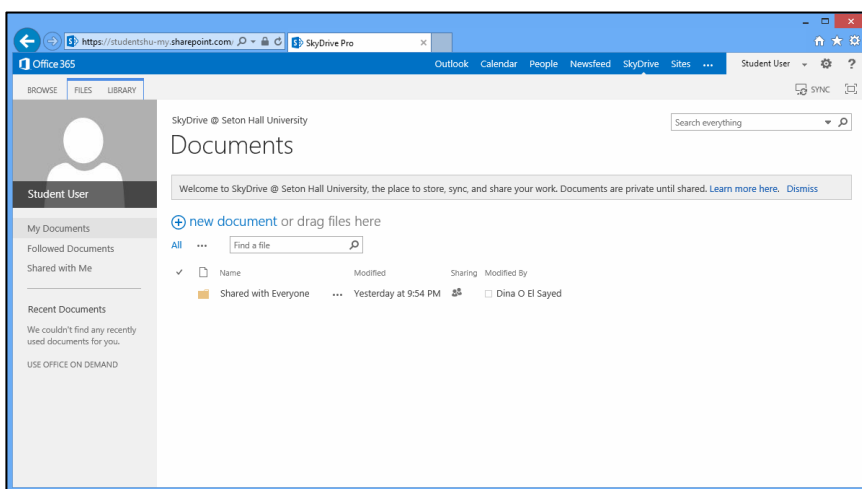 https://studentshu-my.sharepoint.com/
SkyDrive Pro
Office 365
Outlook Calendar People Newsfeed SkyDrive Sites ... Student User ?
BROWSE FILES LIBRARY
SYNC
SkyDrive @ Seton Hall University
Search everything
Documents
Student User
Welcome to SkyDrive @ Seton Hall University, the place to store, sync, and share your work. Documents are private until shared. Learn more here. Dismiss
My Documents
Followed Documents
Shared with Me
Recent Documents
We couldn't find any recently
used documents for you.
USE OFFICE ON DEMAND
new document or drag files here
All ... Find a file
Name Modified Sharing Modified By
Shared with Everyone ... Yesterday at 9:54 PM Dina O El Sayed